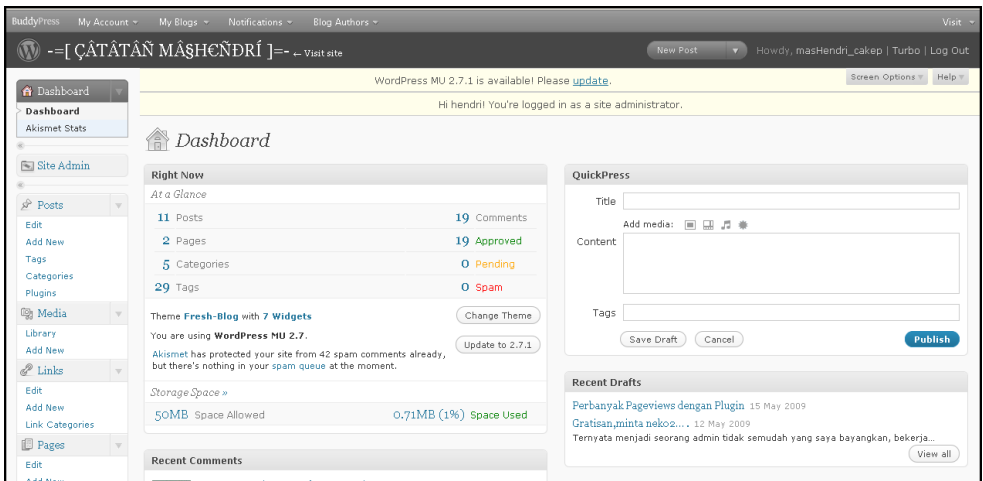 BuddyPress My Account My Blogs Notifications Blog Authors Visit
-=[ ÇÂTÂTÂÑ MÂ§H€ÑÐRÍ ]=- ← Visit site New Post Howdy, masHendri_cakep | Turbo | Log Out
WordPress MU 2.7.1 is available! Please update. Screen Options Help
Hi hendri! You're logged in as a site administrator.
Dashboard
Dashboard
Akismet Stats
Site Admin
Posts
Edit
Add New
Tags
Categories
Plugins
Media
Library
Add New
Links
Edit
Add New
Link Categories
Pages
Edit
Add New
Dashboard
Right Now
At a Glance
11 Posts 19 Comments
2 Pages 19 Approved
5 Categories 0 Pending
29 Tags 0 Spam
Theme Fresh-Blog with 7 Widgets Change Theme
You are using WordPress MU 2.7. Update to 2.7.1
Akismet has protected your site from 42 spam comments already,
but there's nothing in your spam queue at the moment.
Storage Space »
50MB Space Allowed 0.71MB (1%) Space Used
Recent Comments
QuickPress
Title
Add media:
Content
Tags
Save Draft Cancel Publish
Recent Drafts
Perbanyak Pageviews dengan Plugin 15 May 2009
Gratisan,minta neko2.... 12 May 2009
Ternyata menjadi seorang admin tidak semudah yang saya bayangkan, bekerja…
View all